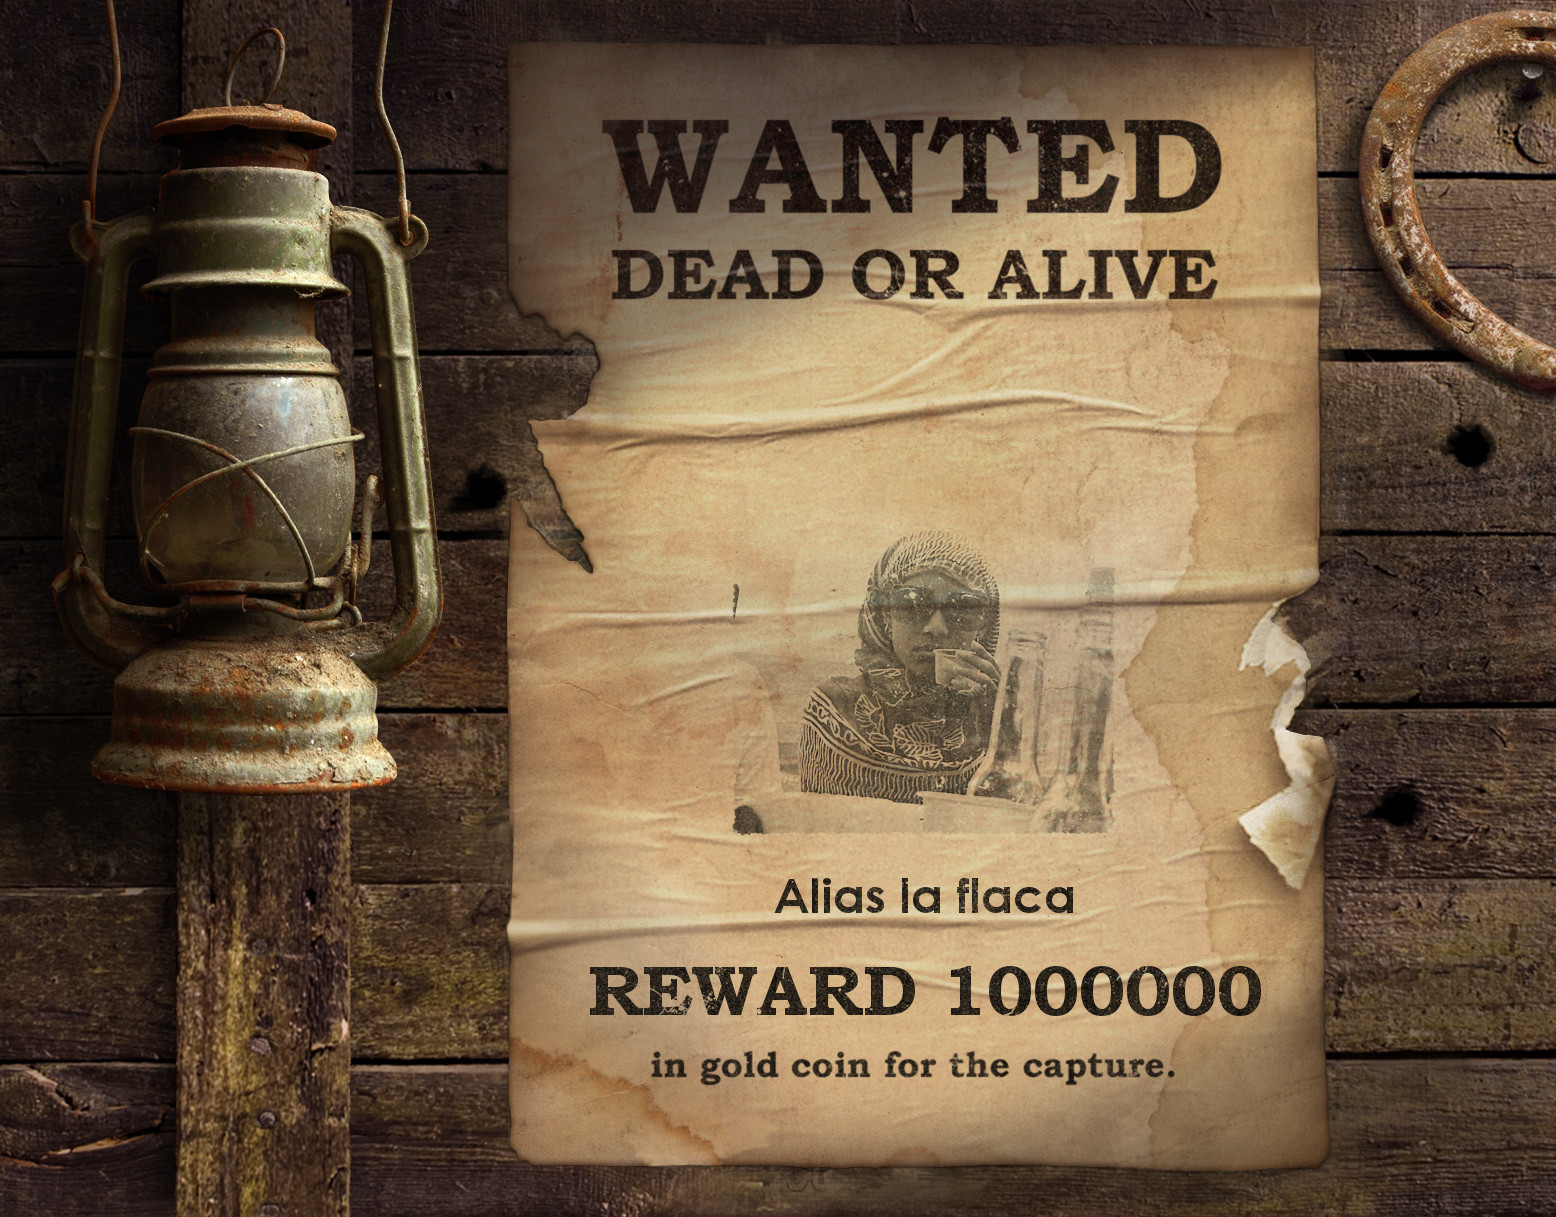 WANTED
DEAD OR ALIVE
Alias la flaca
REWARD 1000000
in gold coin for the capture.